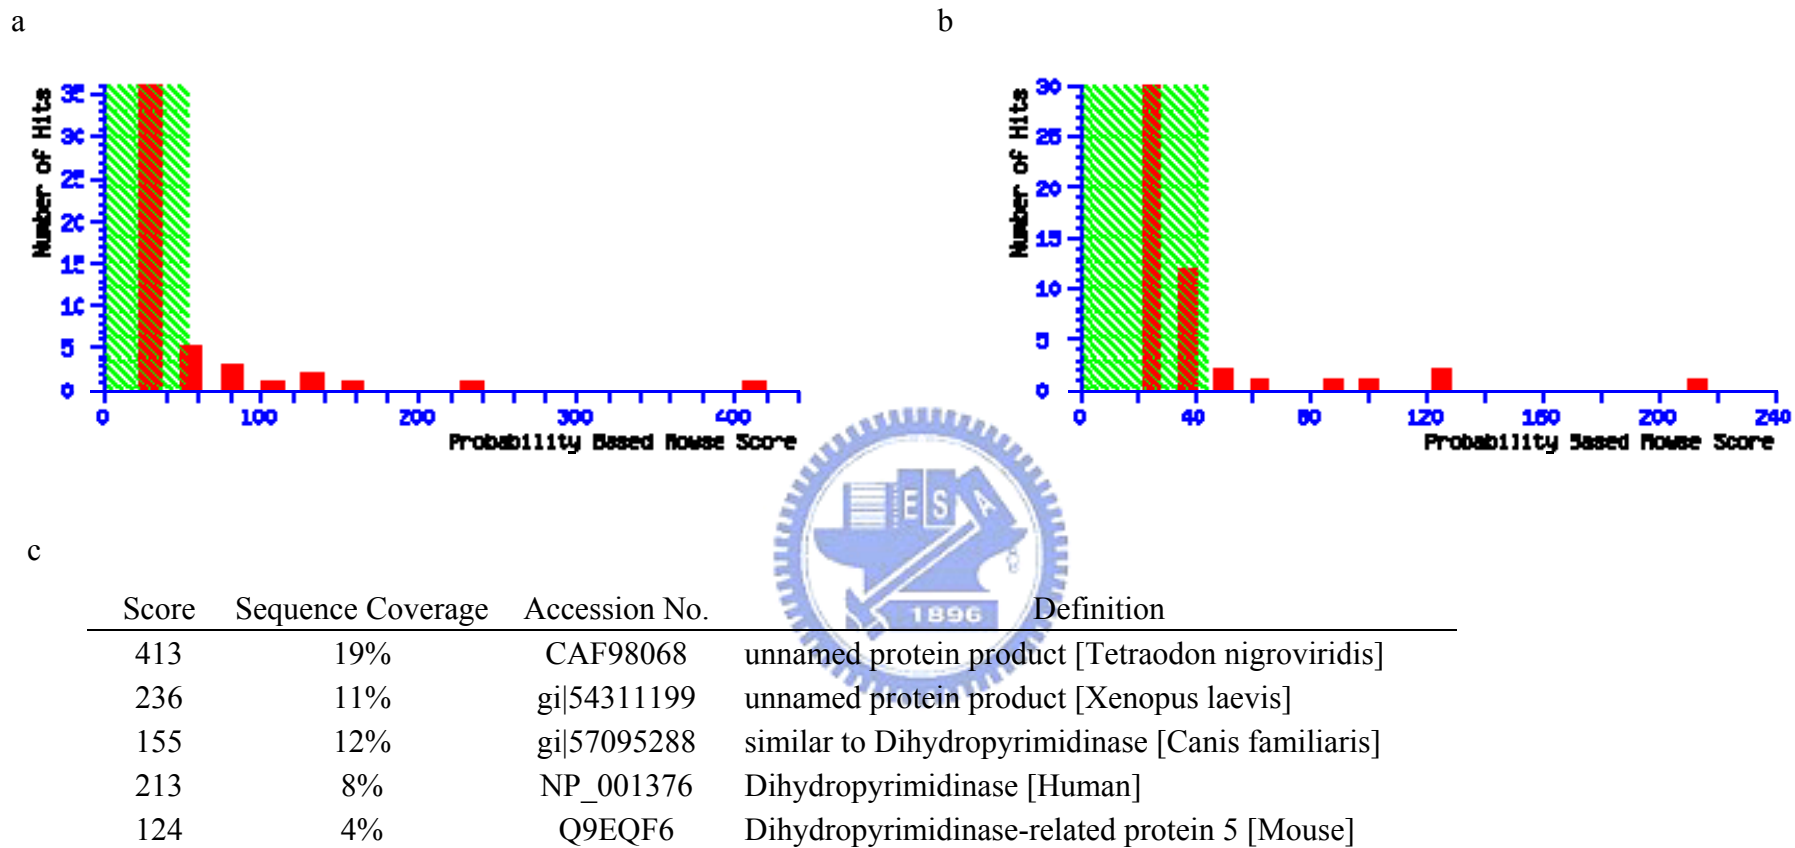 a
b
Number of Hits
35
30
25
20
15
10
5
0
0 100 200 300 400
Probability Based Mowse Score
Number of Hits
30
25
20
15
10
5
0
0 40 80 120 160 200 240
Probability Based Mowse Score
E S A
1896
c
Score Sequence Coverage Accession No. Definition
413 19% CAF98068 unnamed protein product [Tetraodon nigroviridis]
236 11% gi|54311199 unnamed protein product [Xenopus laevis]
155 12% gi|57095288 similar to Dihydropyrimidinase [Canis familiaris]
213 8% NP_001376 Dihydropyrimidinase [Human]
124 4% Q9EQF6 Dihydropyrimidinase-related protein 5 [Mouse]